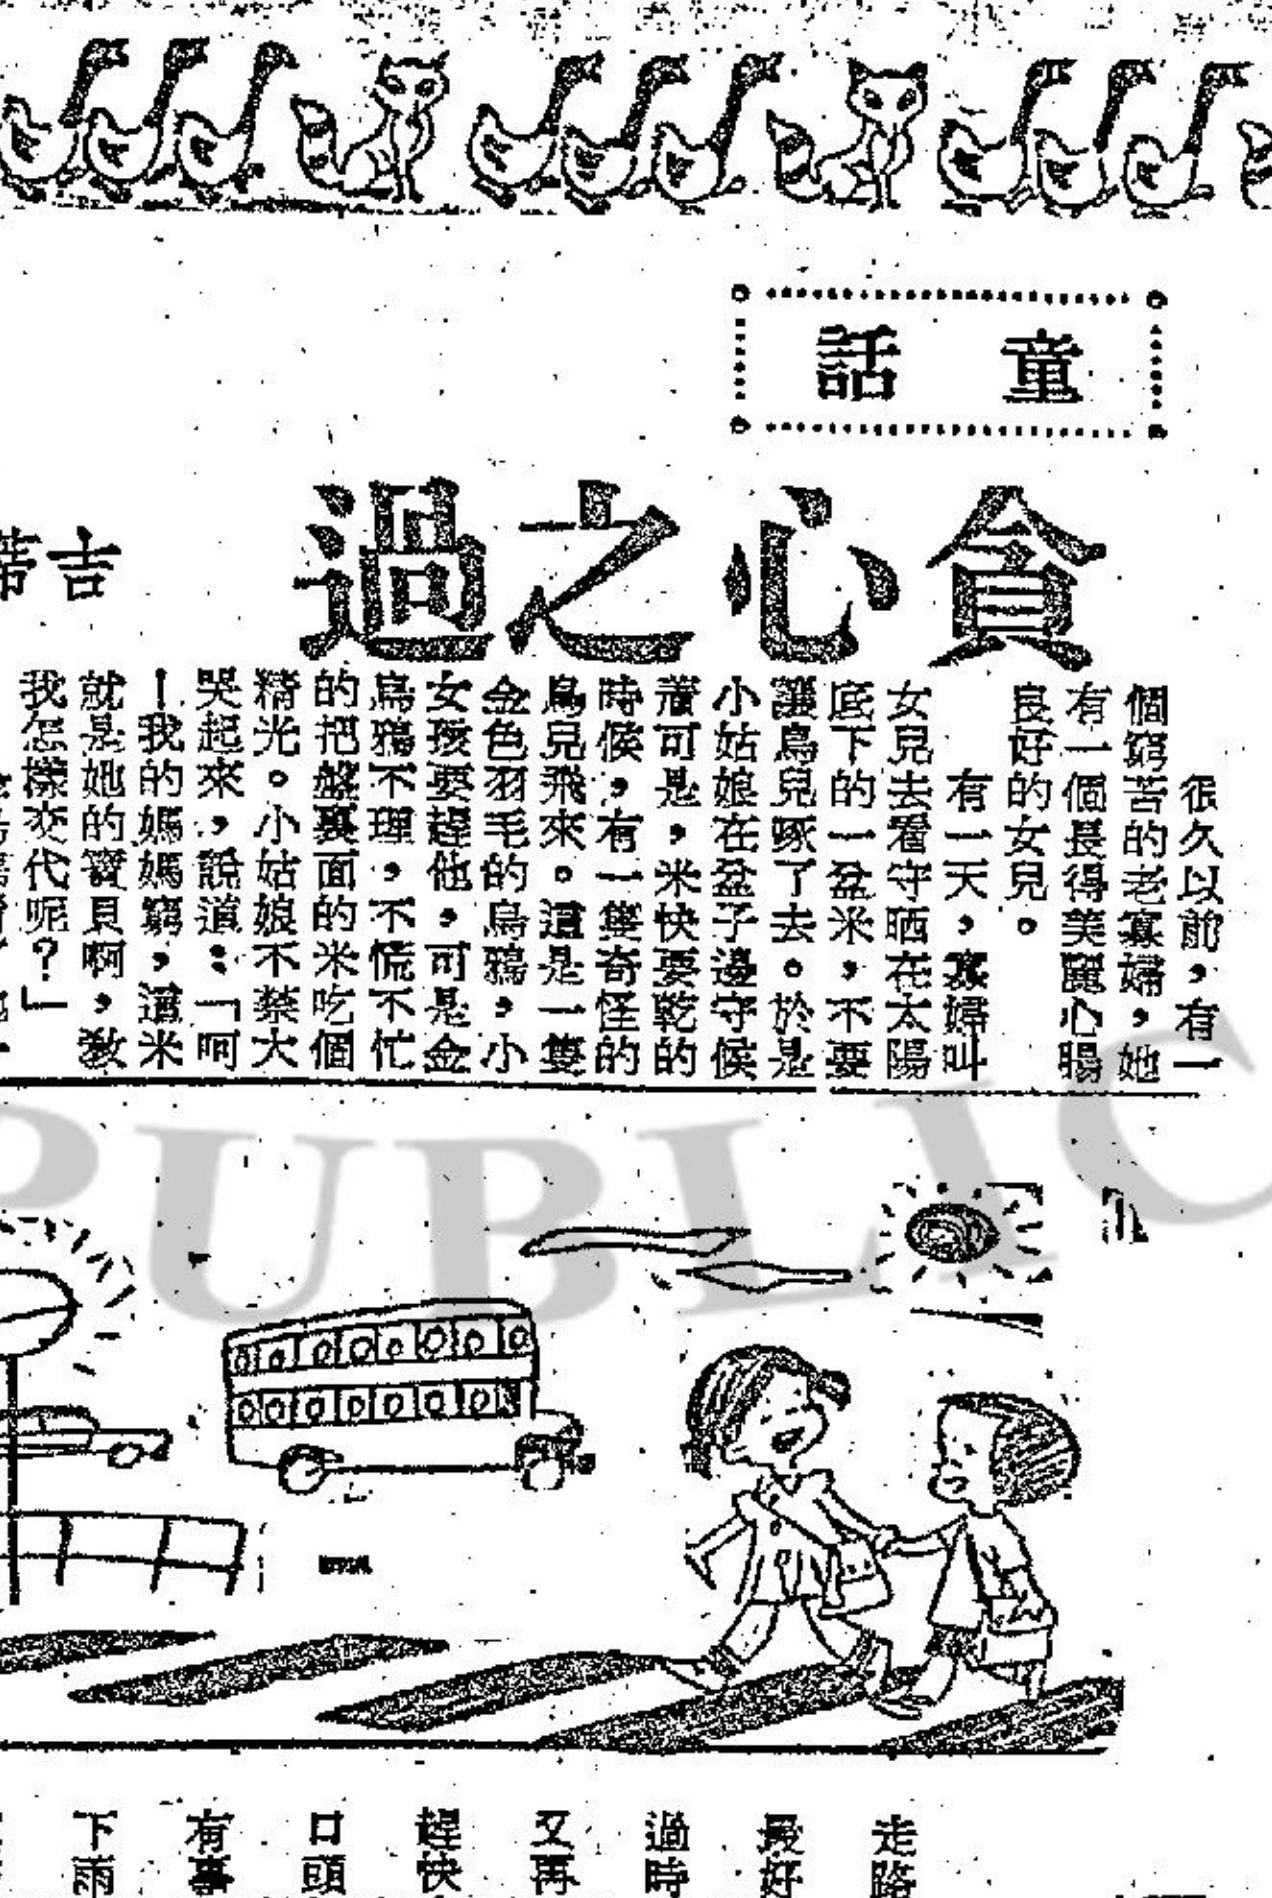 童話
貪心之過
吉蒂
很久以前，有一
個窮苦的老寡婦，她
有一個長得美麗心腸
良好的女兒。
有一天，寡婦叫
女兒去看守晒在太陽
底下的一盆米，不要
讓鳥兒啄了去。於是
小姑娘在盆子邊守候
着可是，米快要乾的
時候，有一隻奇怪的
鳥兒飛來。這是一隻
金色羽毛的烏鴉，小
女孩要趕他，可是金
烏鴉不理，不慌不忙
的把盤裏面的米吃個
精光。小姑娘不禁大
哭起來，說道：「呵
！我的媽媽窮，這米
就是她的寶貝啊，教
我怎樣交代呢？」
PUBLIC
走路
最好
過時
又再
趕快
口頭
有事
下雨